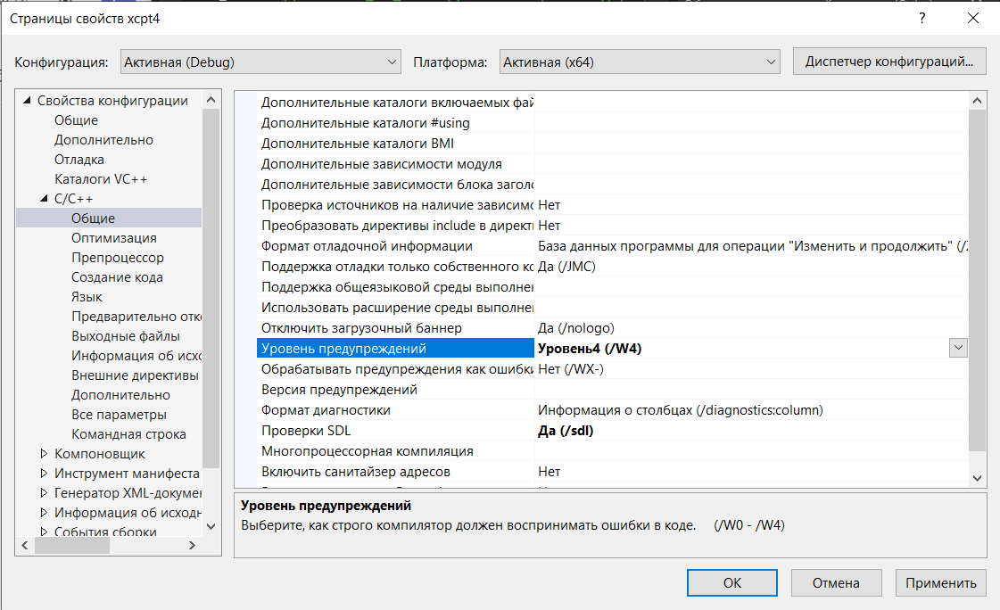 Страницы свойств xcpt4
?
Конфигурация: Активная (Debug) Платформа: Активная (x64) Диспетчер конфигураций...
Свойства конфигурации
Общие
Дополнительно
Отладка
Каталоги VC++
C/C++
Общие
Оптимизация
Препроцессор
Создание кода
Язык
Предварительно отко
Выходные файлы
Информация об исхо
Внешние директивы
Дополнительно
Все параметры
Командная строка
Компоновщик
Инструмент манифеста
Генератор XML-докумен
Информация об исходн
События сборки
Дополнительные каталоги включаемых фай
Дополнительные каталоги #using
Дополнительные каталоги BMI
Дополнительные зависимости модуля
Дополнительные зависимости блока заголо
Проверка источников на наличие зависимо Нет
Преобразовать директивы include в директи Нет
Формат отладочной информации База данных программы для операции "Изменить и продолжить" (/Z
Поддержка отладки только собственного ко Да (/JMC)
Поддержка общеязыковой среды выполнен
Использовать расширение среды выполнен
Отключить загрузочный баннер Да (/nologo)
Уровень предупреждений Уровень4 (/W4)
Обрабатывать предупреждения как ошибки Нет (/WX-)
Версия предупреждений
Формат диагностики Информация о столбцах (/diagnostics:column)
Проверки SDL Да (/sdl)
Многопроцессорная компиляция
Включить санитайзер адресов Нет
Уровень предупреждений
Выберите, как строго компилятор должен воспринимать ошибки в коде. (/W0 - /W4)
ОК Отмена Применить